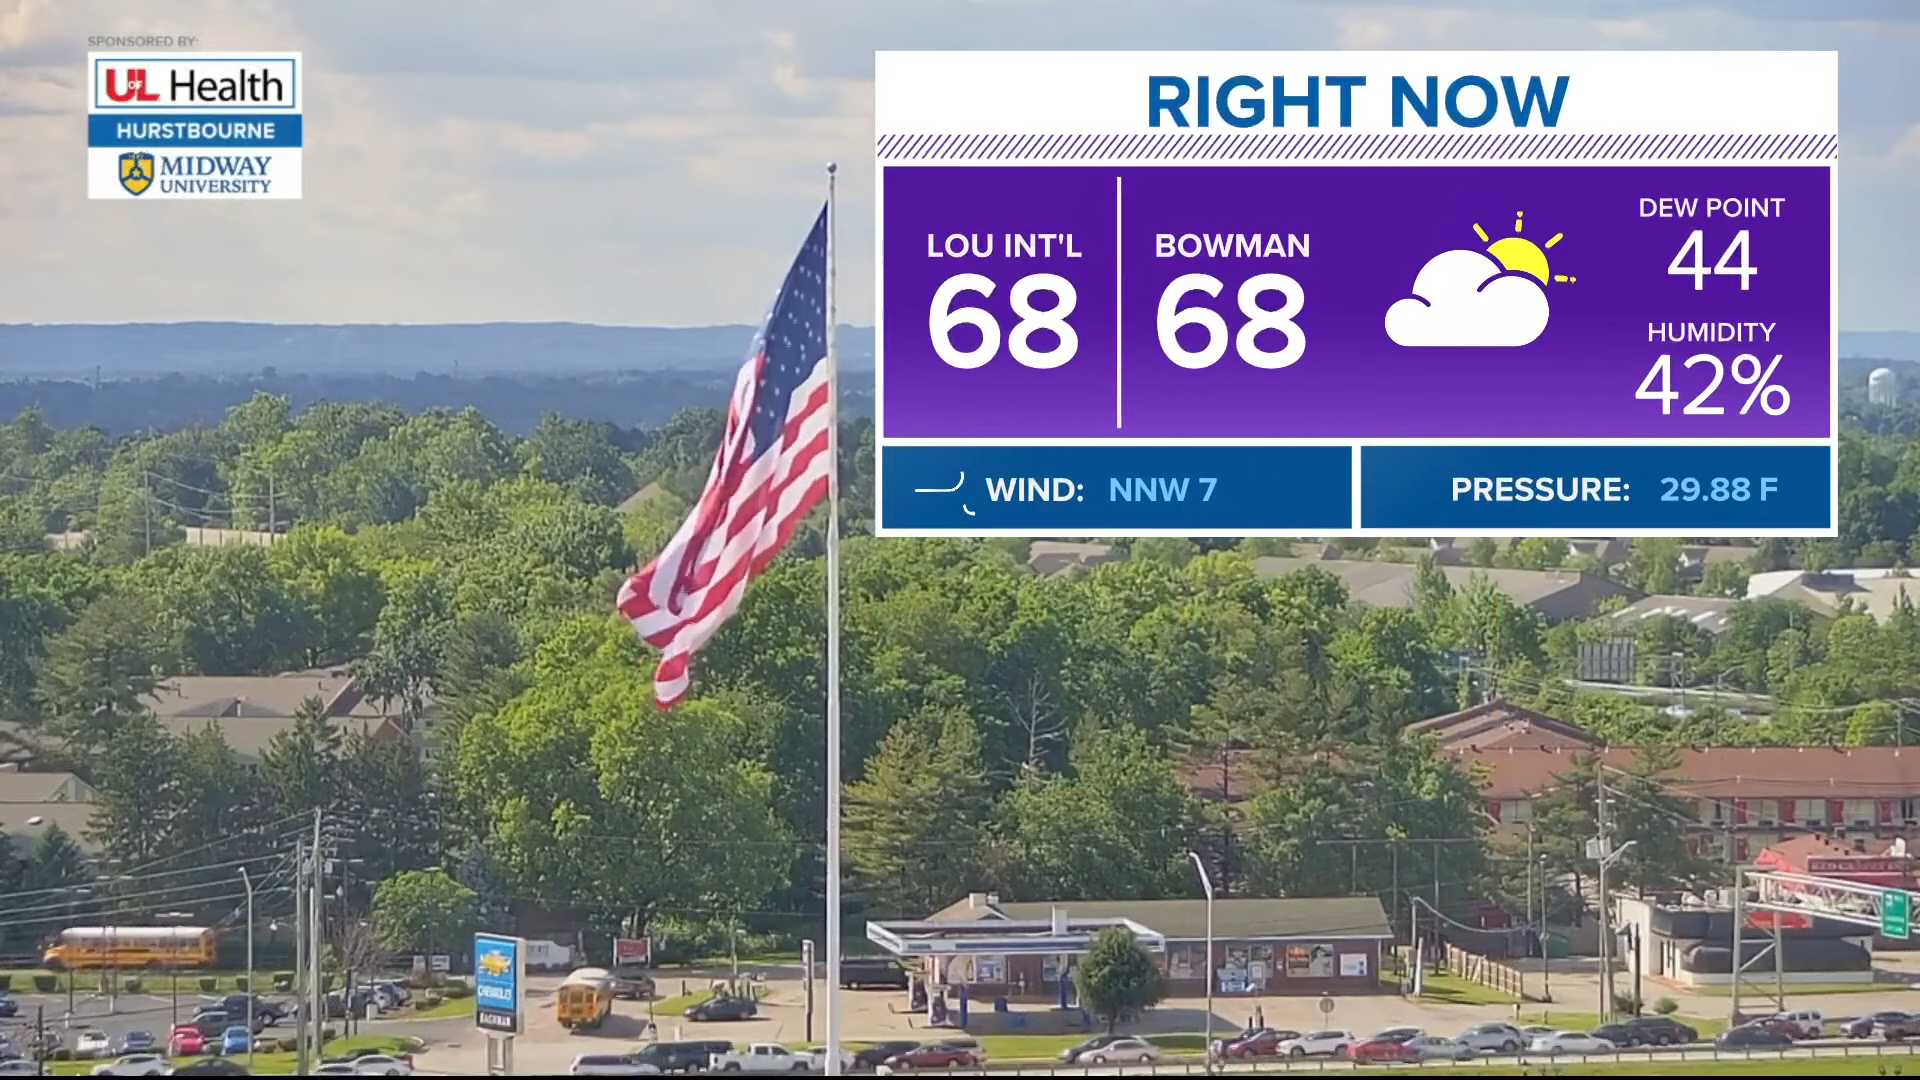 SPONSORED BY:
UofL Health
HURSTBOURNE
MIDWAY
UNIVERSITY
RIGHT NOW
LOU INT'L
68
BOWMAN
68
DEW POINT
44
HUMIDITY
42%
WIND: NNW 7
PRESSURE: 29.88 F
CHEVROLET